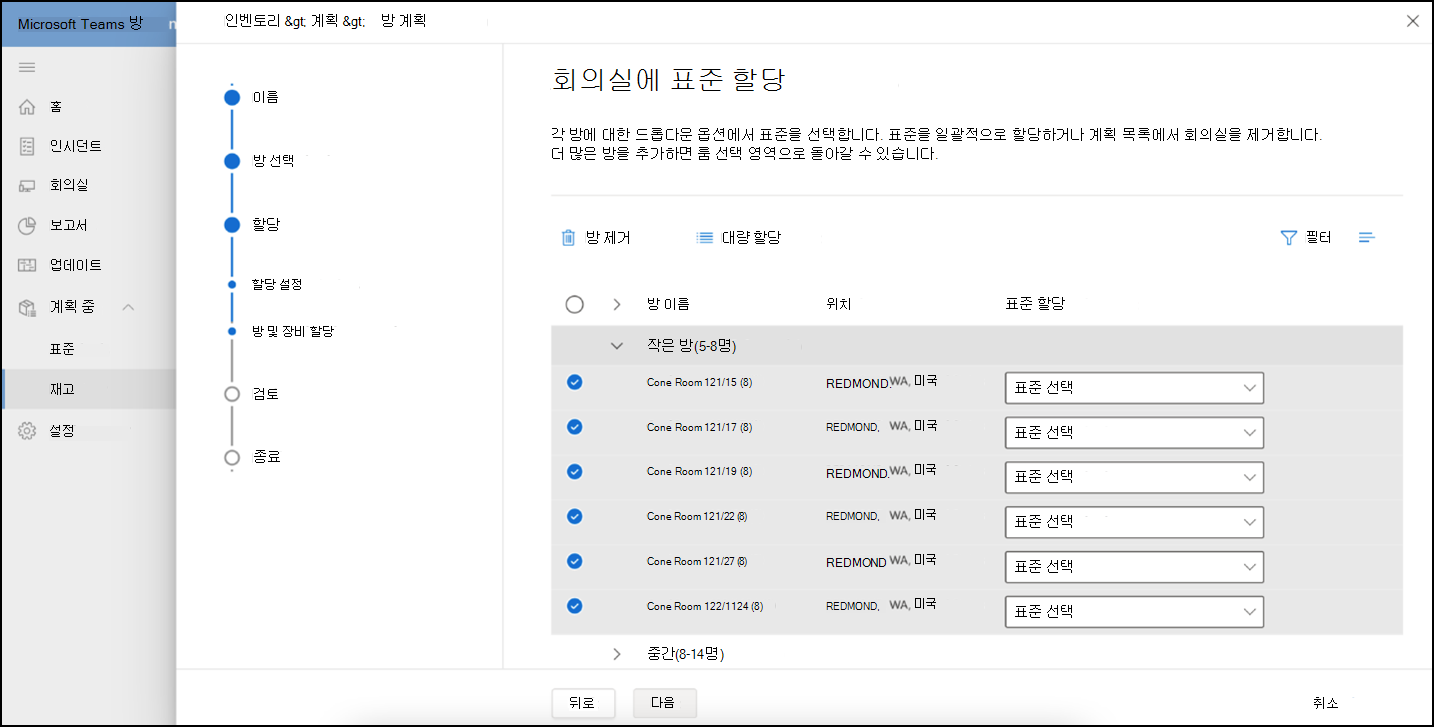 Microsoft Teams 방
인벤토리 &gt; 계획 &gt; 방 계획
홈
인시던트
회의실
보고서
업데이트
계획 중
표준
재고
설정
이름
방 선택
할당
할당 설정
방 및 장비 할당
검토
종료
회의실에 표준 할당
각 방에 대한 드롭다운 옵션에서 표준을 선택합니다. 표준을 일괄적으로 할당하거나 계획 목록에서 회의실을 제거합니다.
더 많은 방을 추가하면 룸 선택 영역으로 돌아갈 수 있습니다.
방 제거 대량 할당 필터
방 이름 위치 표준 할당
작은 방(5-8명)
Cone Room 121/15 (8) REDMOND. WA, 미국 표준 선택
Cone Room 121/17 (8) REDMOND, WA, 미국 표준 선택
Cone Room 121/19 (8) REDMOND. WA, 미국 표준 선택
Cone Room 121/22 (8) REDMOND, WA, 미국 표준 선택
Cone Room 121/27 (8) REDMOND WA, 미국 표준 선택
Cone Room 122/1124 (8) REDMOND, WA, 미국 표준 선택
중간(8-14명)
뒤로 다음 취소